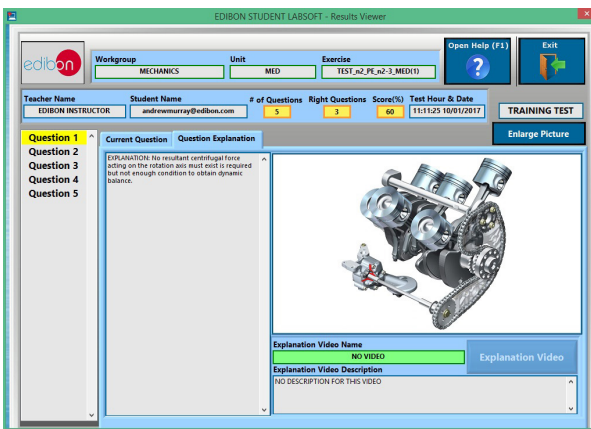 EDIBON STUDENT LABSOFT - Results Viewer
edibon
Workgroup
MECHANICS
Unit
MED
Exercise
TEST_n2_PE_n2-3_MED(1)
Open Help (F1)
?
Exit
Teacher Name
EDIBON INSTRUCTOR
Student Name
andrewmurray@edibon.com
# of Questions
5
Right Questions
3
Score(%)
60
Test Hour & Date
11:11:25 10/01/2017
TRAINING TEST
Enlarge Picture
Question 1
Question 2
Question 3
Question 4
Question 5
Current Question
Question Explanation
EXPLANATION: No resultant centrifugal force
acting on the rotation axis must exist is required
but not enough condition to obtain dynamic
balance.
Explanation Video Name
NO VIDEO
Explanation Video
Explanation Video Description
NO DESCRIPTION FOR THIS VIDEO